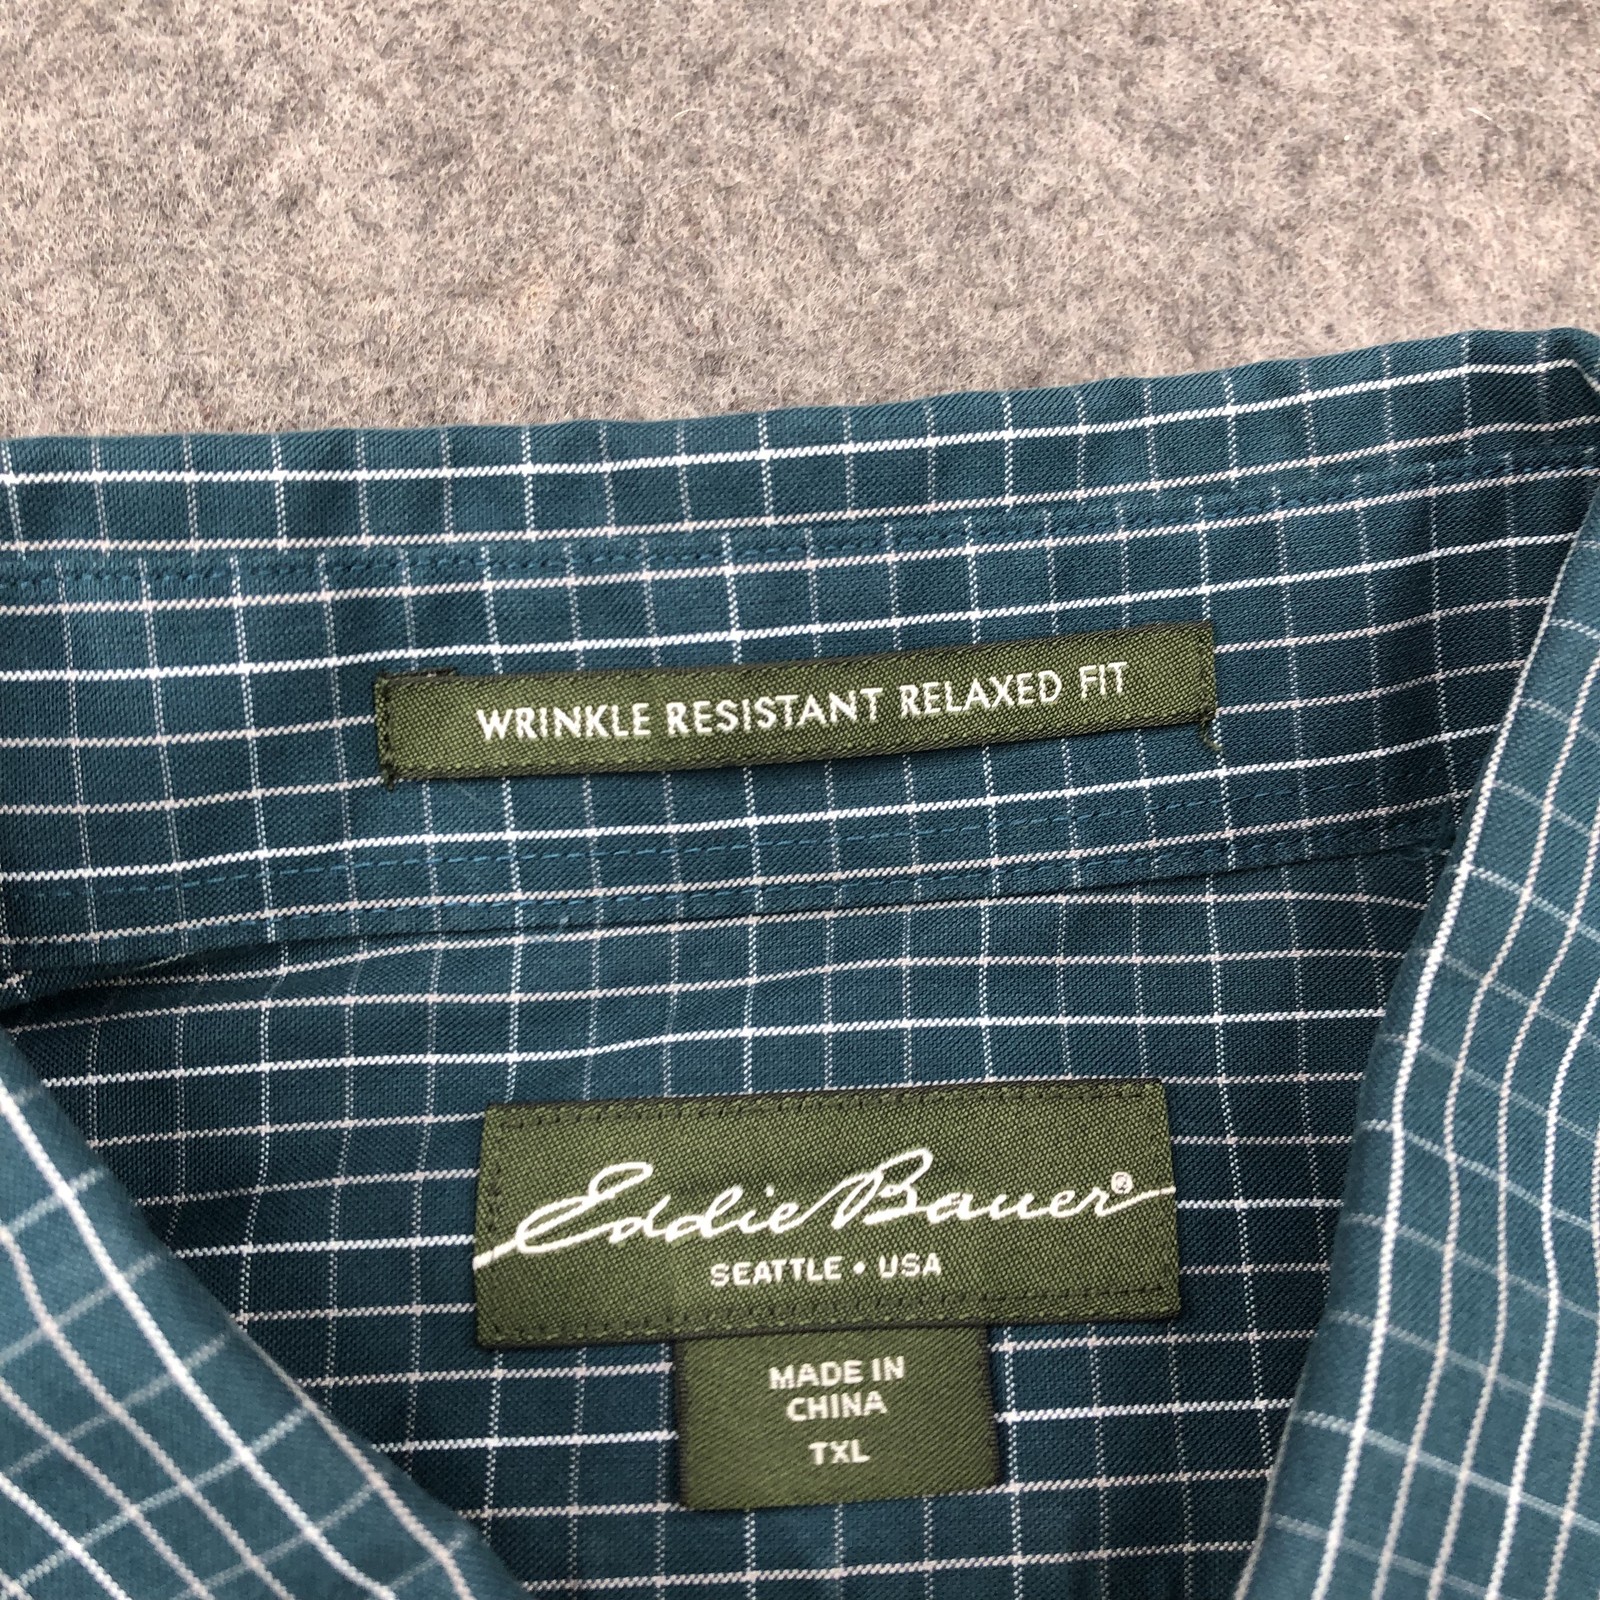 WRINKLE RESISTANT RELAXED FIT
Eddie Bauer®
SEATTLE • USA
MADE IN
CHINA
TXL